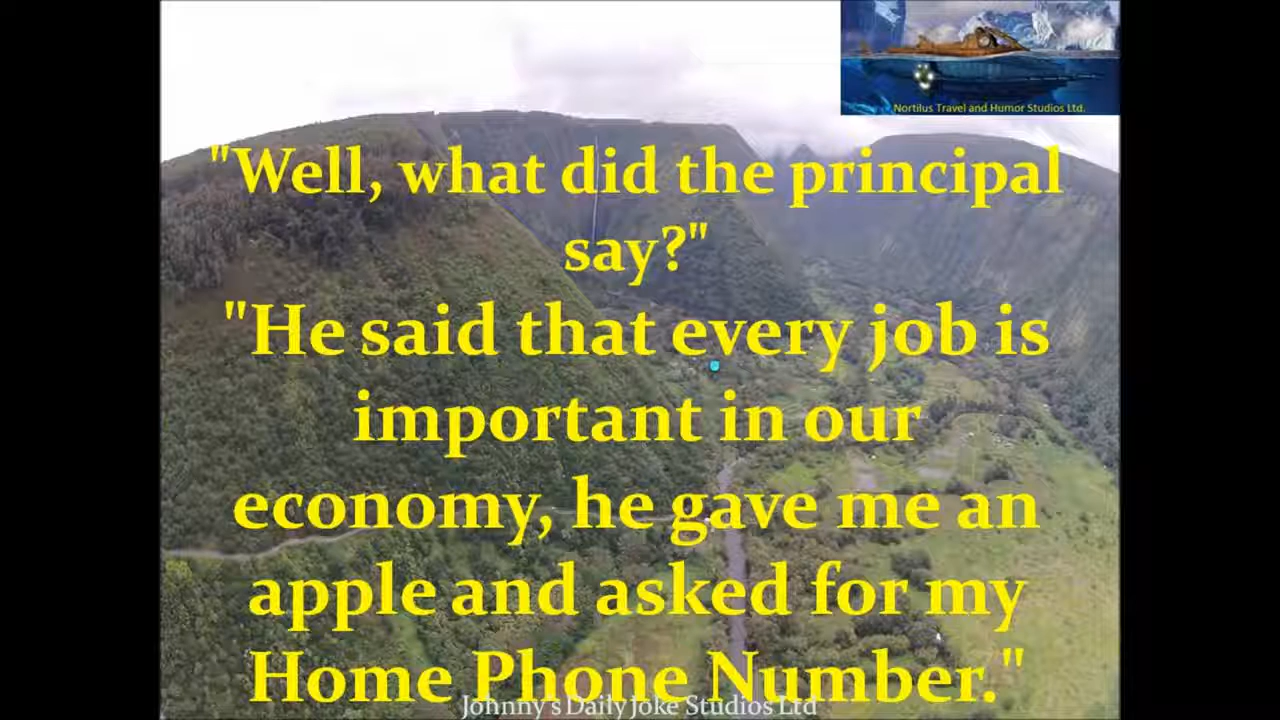 Nortilus Travel and Humor Studios Ltd.
"Well, what did the principal
say?"
"He said that every job is
important in our
economy, he gave me an
apple and asked for my
Home Phone Number."
Johnny's Daily Joke Studios Ltd